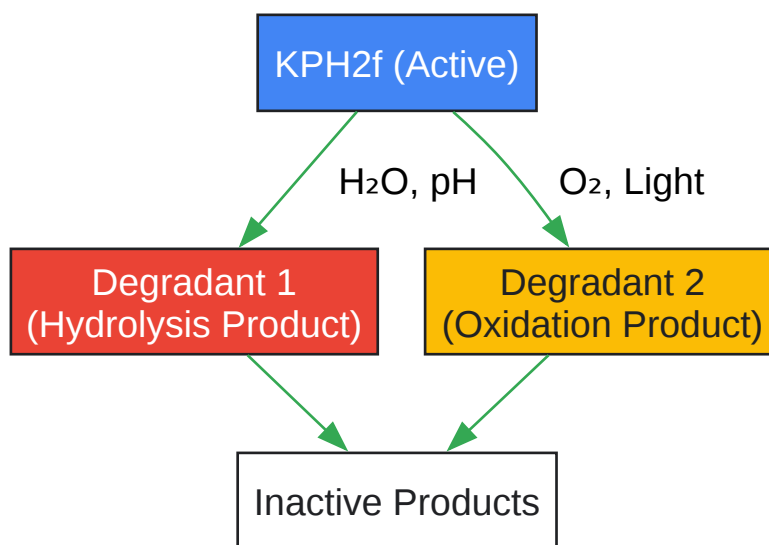 KPH2f (Active)
H₂O, pH
O₂, Light
Degradant 1
(Hydrolysis Product)
Degradant 2
(Oxidation Product)
Inactive Products